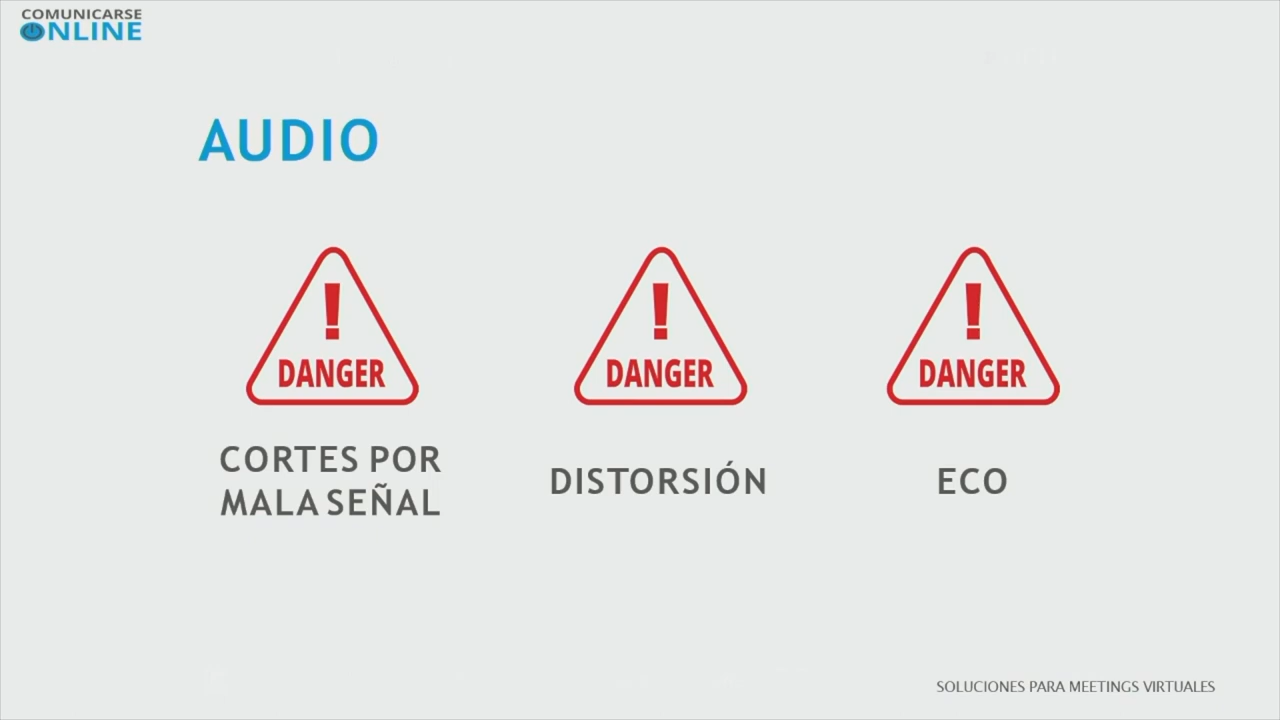 COMUNICARSE
ONLINE
AUDIO
! DANGER
! DANGER
! DANGER
CORTES POR
MALA SEÑAL
DISTORSIÓN
ECO
SOLUCIONES PARA MEETINGS VIRTUALES